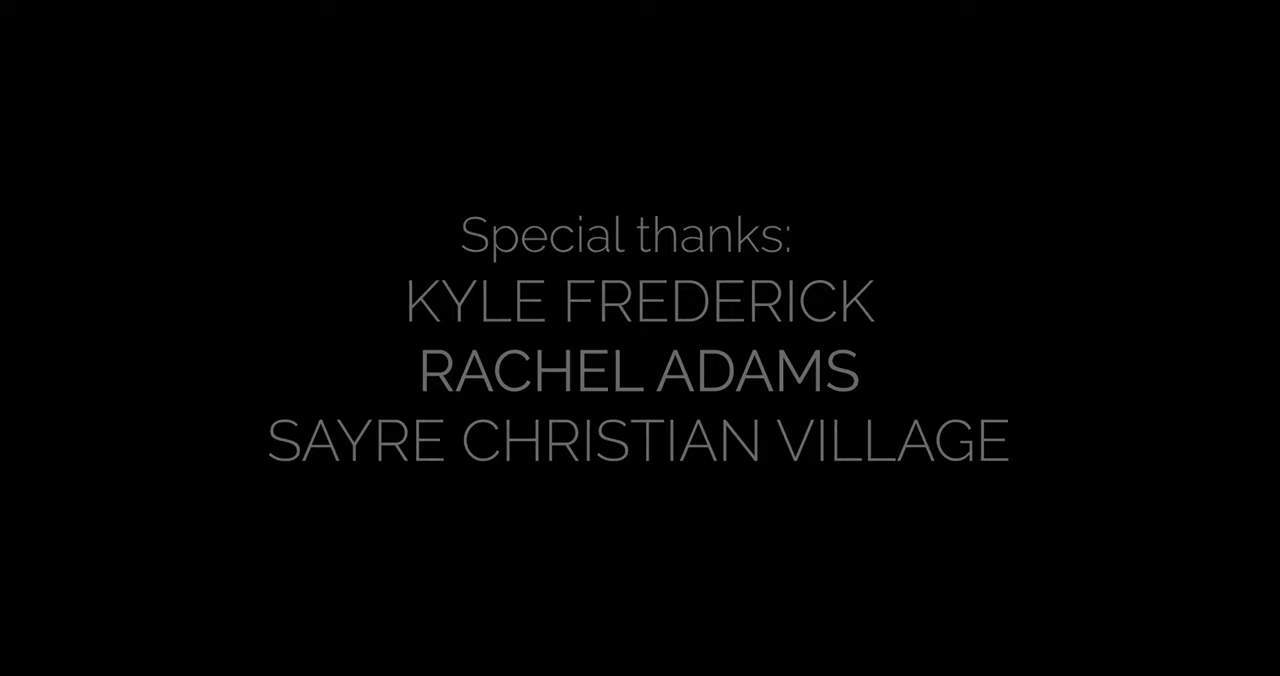 Special thanks:
KYLE FREDERICK
RACHEL ADAMS
SAYRE CHRISTIAN VILLAGE